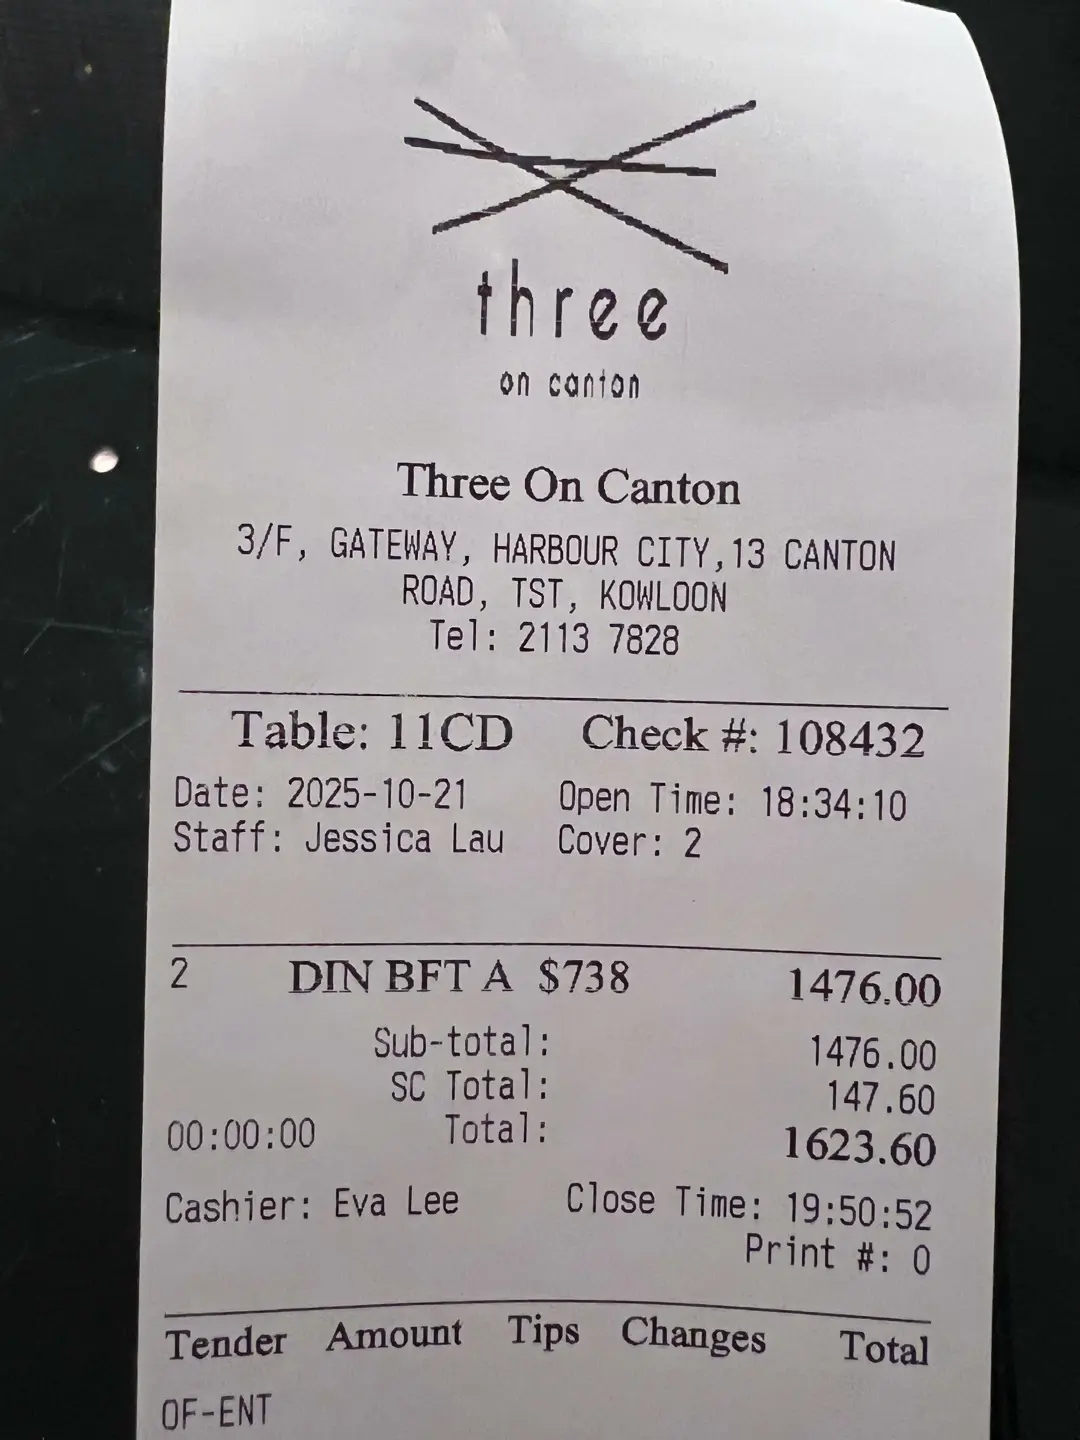 three
on canton
Three On Canton
3/F, GATEWAY, HARBOUR CITY,13 CANTON
ROAD, TST, KOWLOON
Tel: 2113 7828
Table: 11CD Check #: 108432
Date: 2025-10-21 Open Time: 18:34:10
Staff: Jessica Lau Cover: 2
2 DIN BFT A $738 1476.00
Sub-total: 1476.00
SC Total: 147.60
00:00:00 Total: 1623.60
Cashier: Eva Lee Close Time: 19:50:52
Print #: 0
Tender Amount Tips Changes Total
OF-ENT